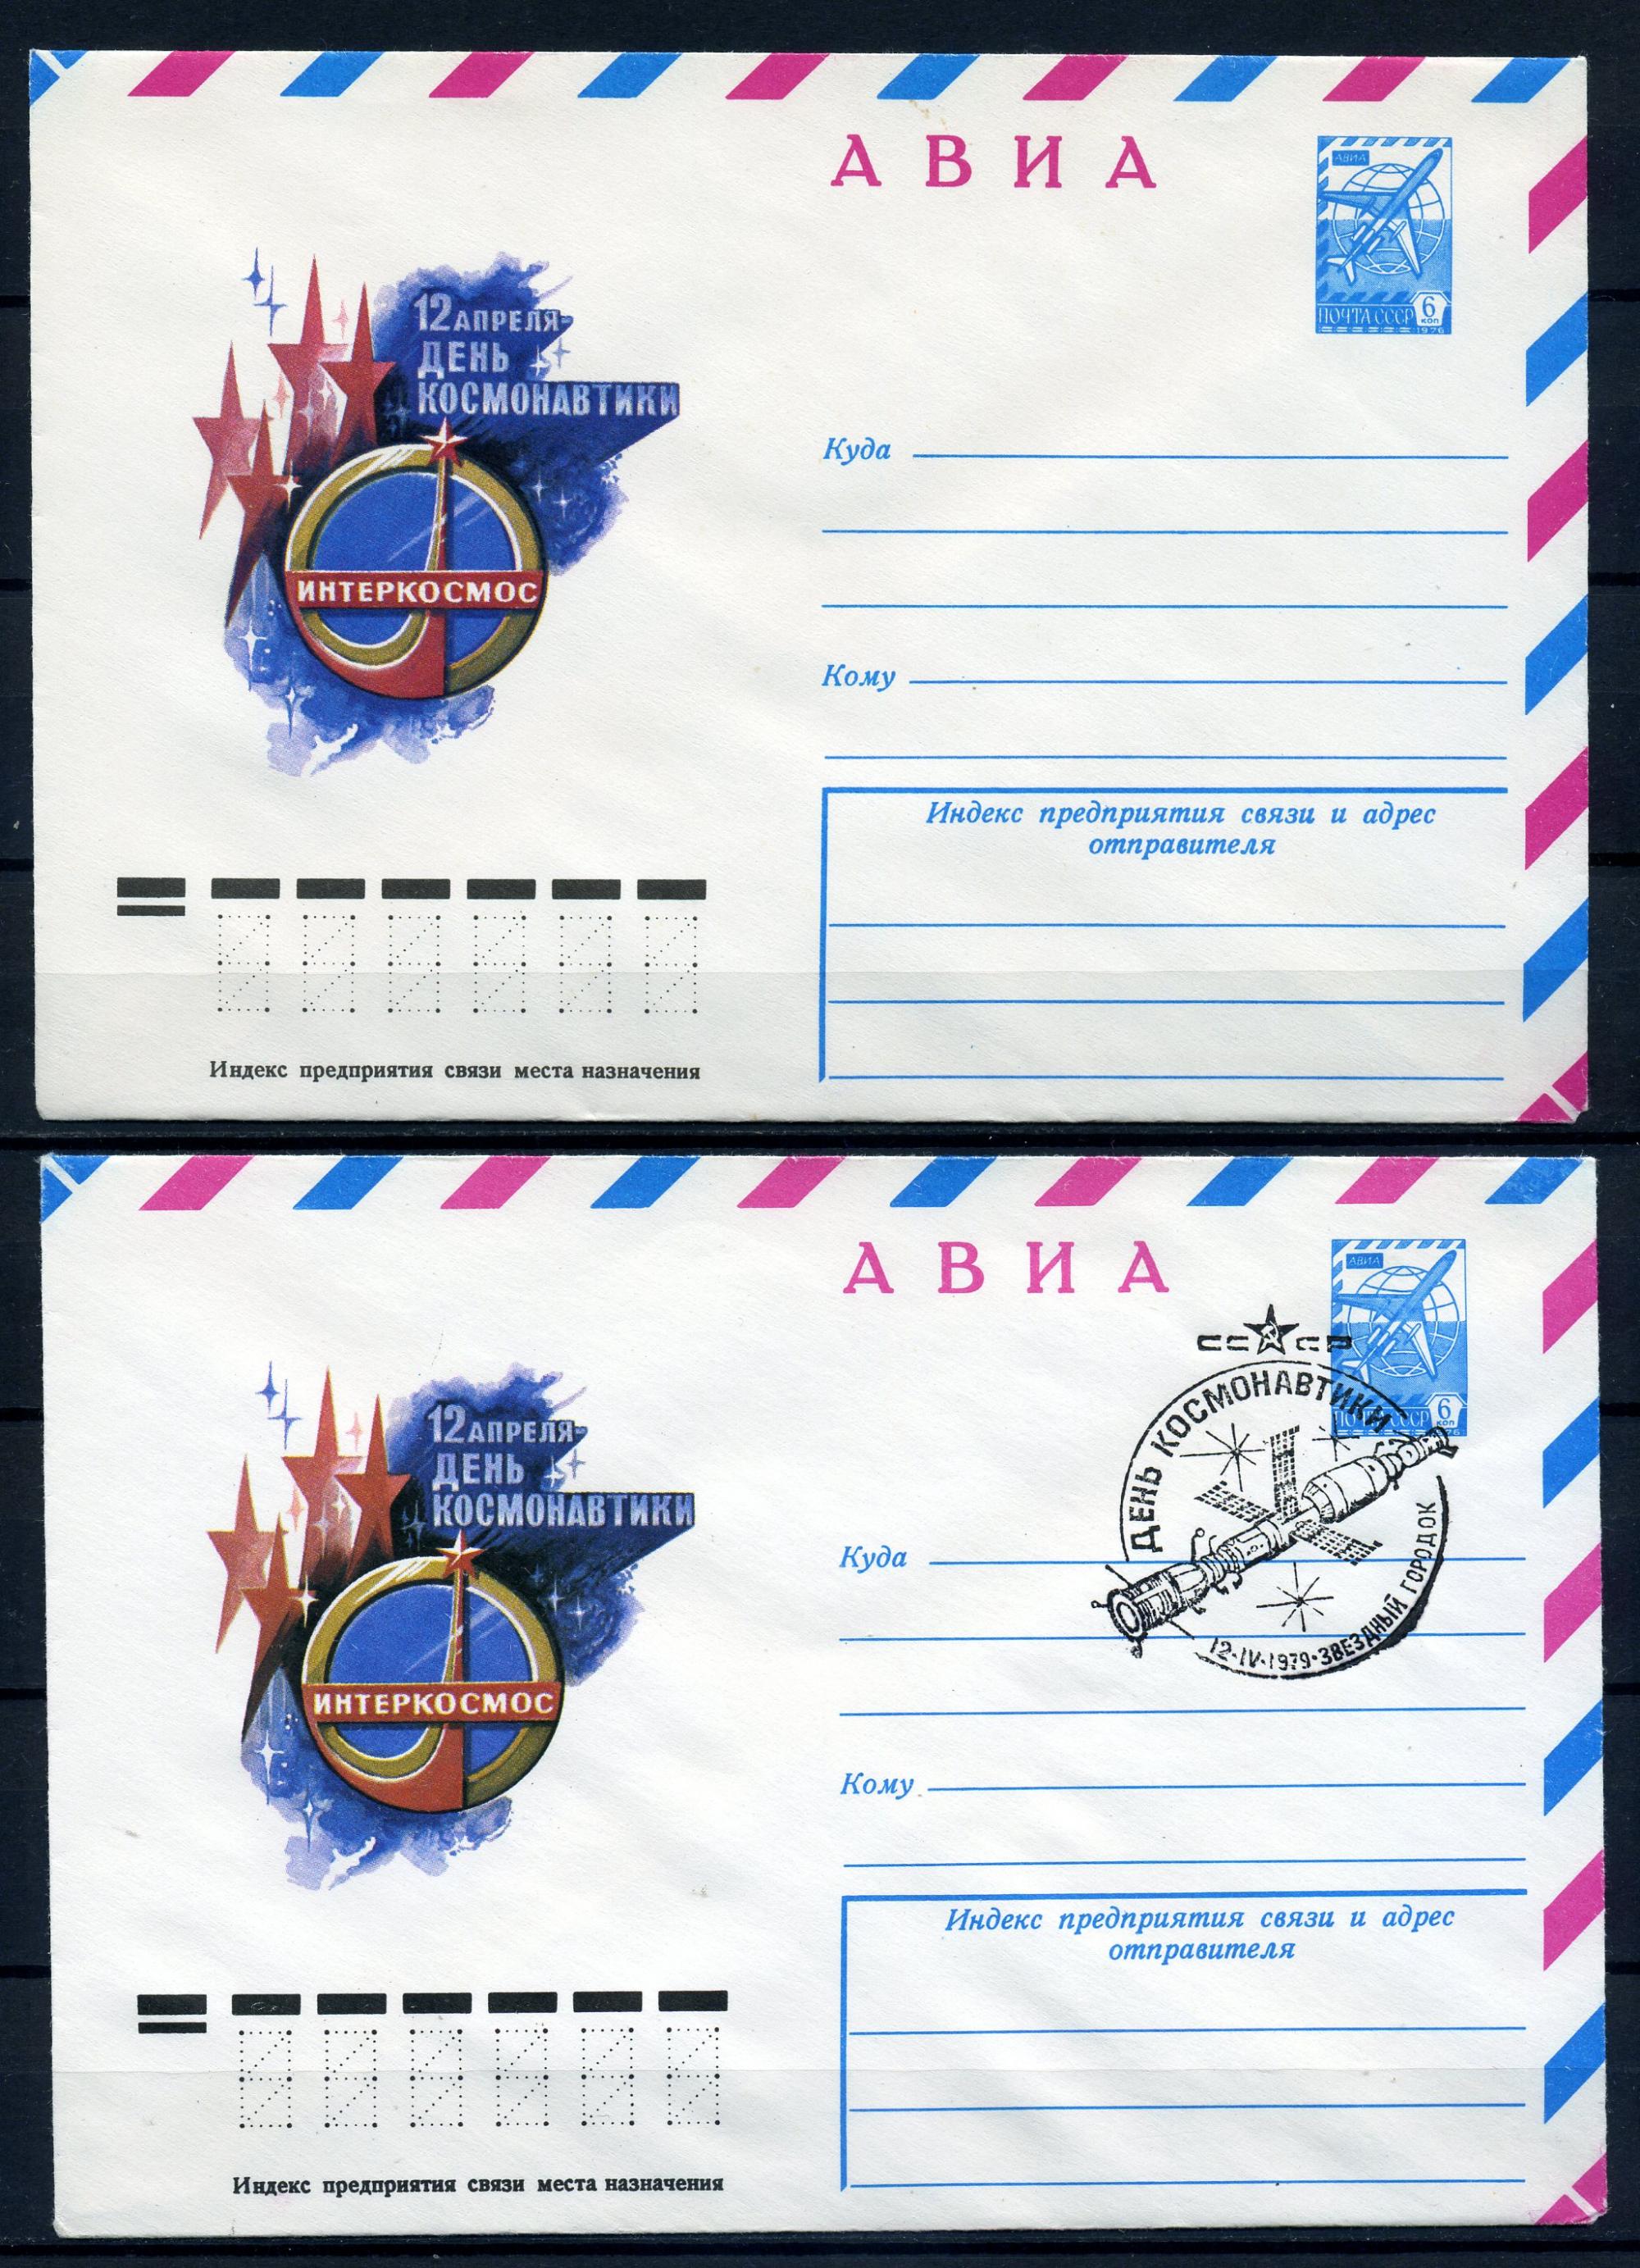 АВИА
АВИА
ПОЧТА СССР 6 коп
1976
12 АПРЕЛЯ-
ДЕНЬ
КОСМОНАВТИКИ
ИНТЕРКОСМОС
Куда
Кому
Индекс предприятия связи и адрес
отправителя
Индекс предприятия связи места назначения
АВИА
АВИА
ПОЧТА СССР 6 коп
СССР
ДЕНЬ КОСМОНАВТИКИ
12·IV·1979·ЗВЕЗДНЫЙ ГОРОДОК
12 АПРЕЛЯ-
ДЕНЬ
КОСМОНАВТИКИ
ИНТЕРКОСМОС
Куда
Кому
Индекс предприятия связи и адрес
отправителя
Индекс предприятия связи места назначения